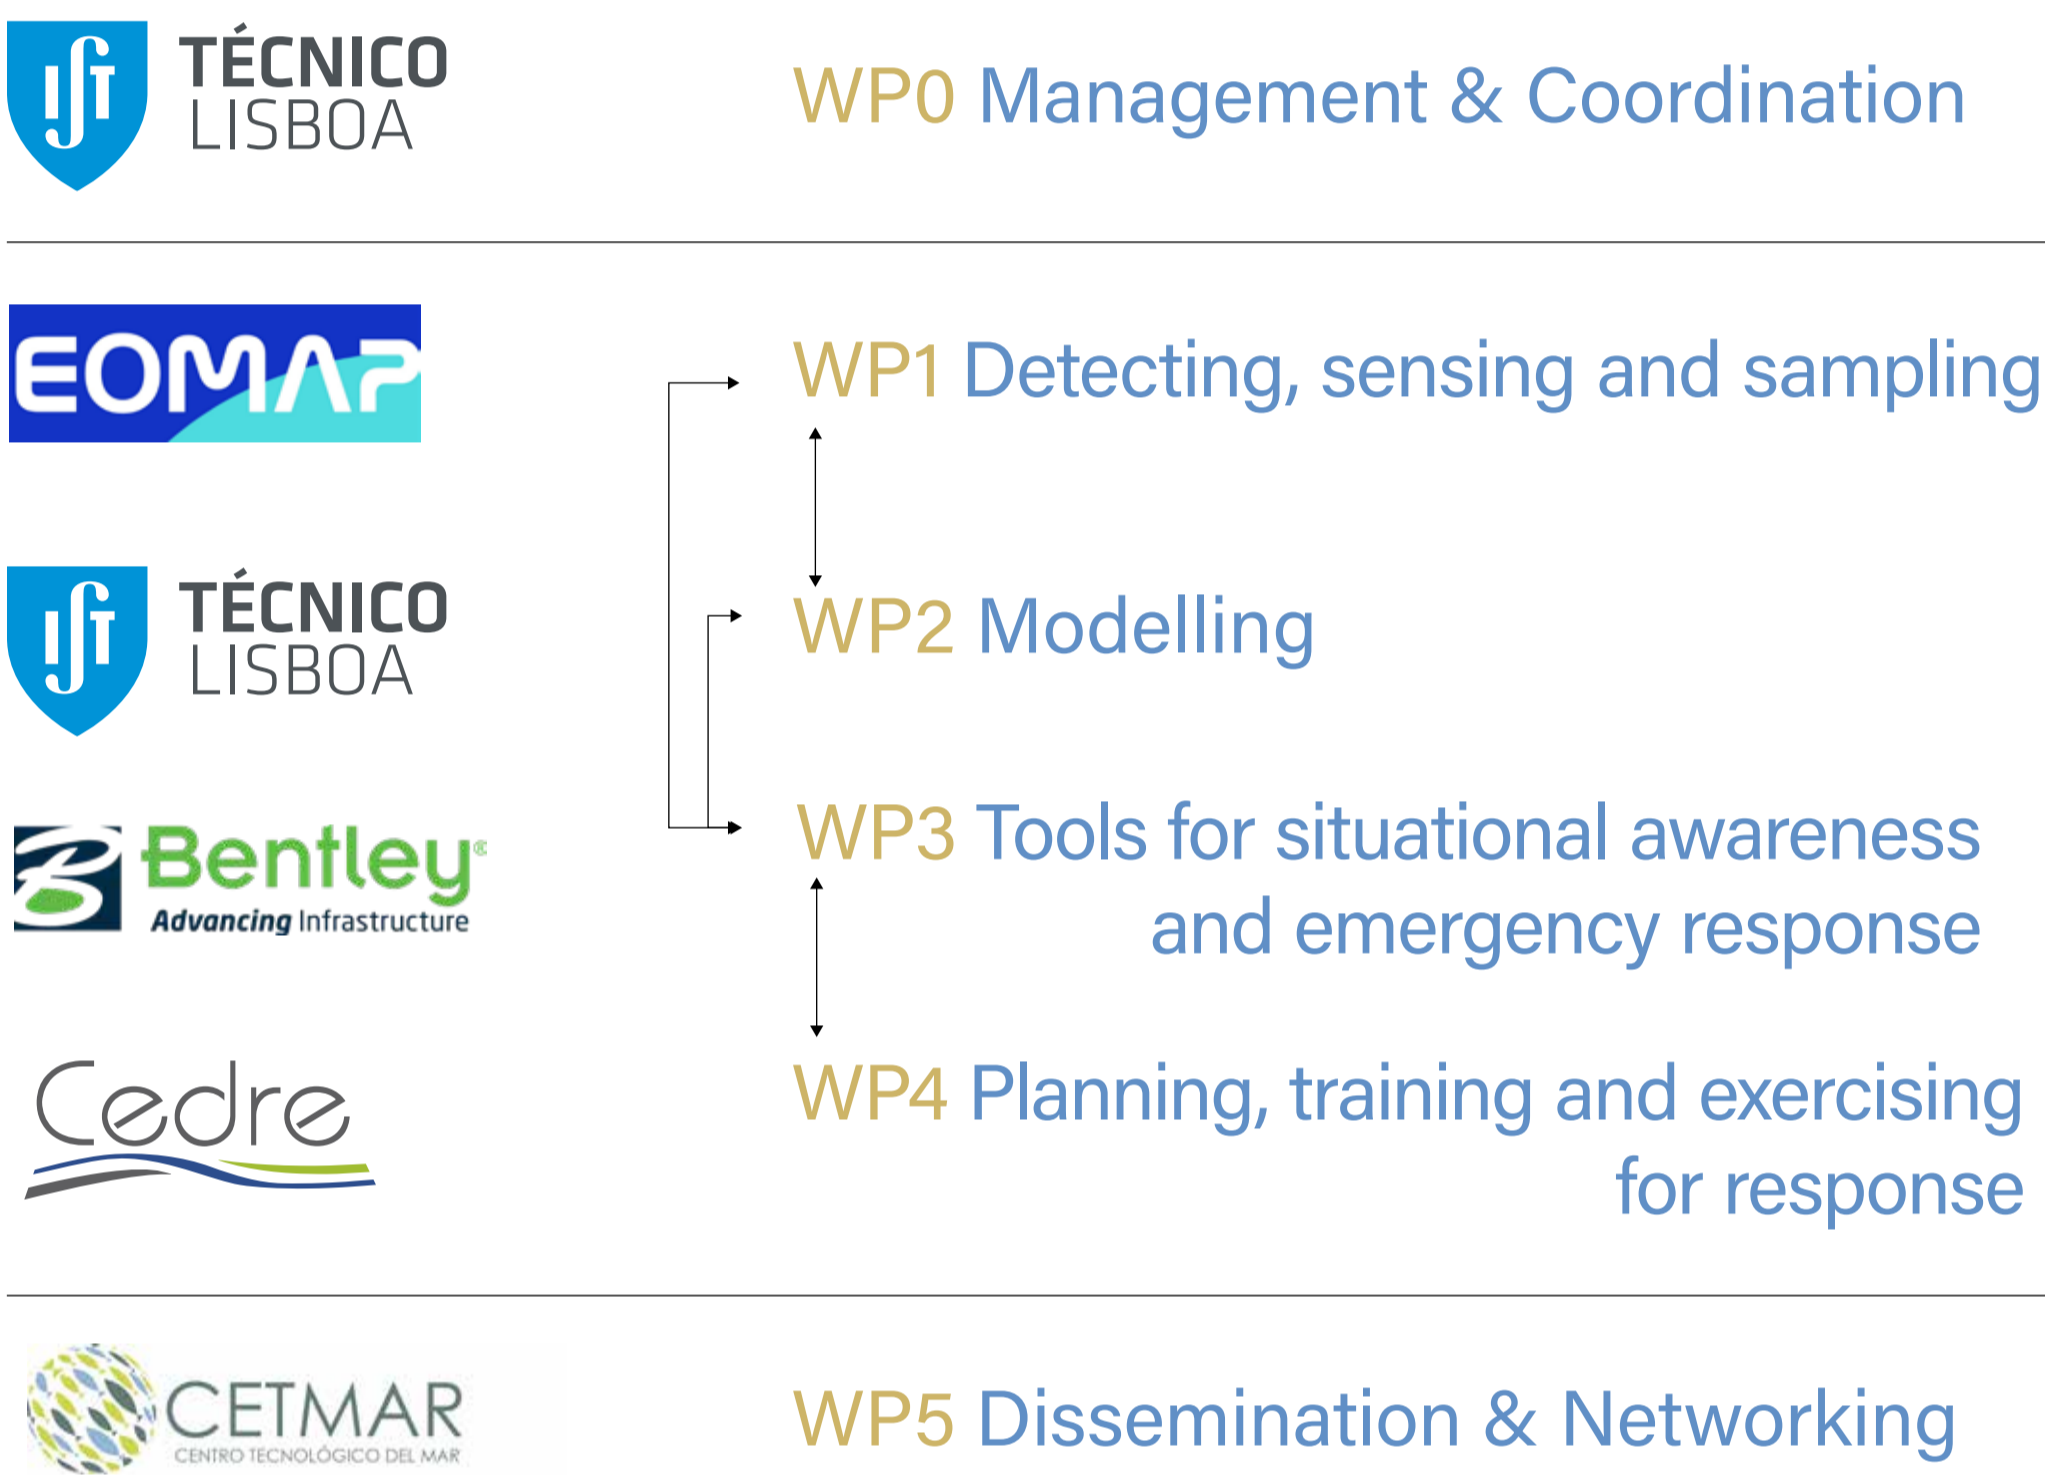 TÉCNICO
LISBOA
WP0 Management & Coordination
EOMAP
WP1 Detecting, sensing and sampling
TÉCNICO
LISBOA
WP2 Modelling
Bentley®
Advancing Infrastructure
WP3 Tools for situational awareness
and emergency response
Cedre
WP4 Planning, training and exercising
for response
CETMAR
CENTRO TECNOLÓGICO DEL MAR
WP5 Dissemination & Networking